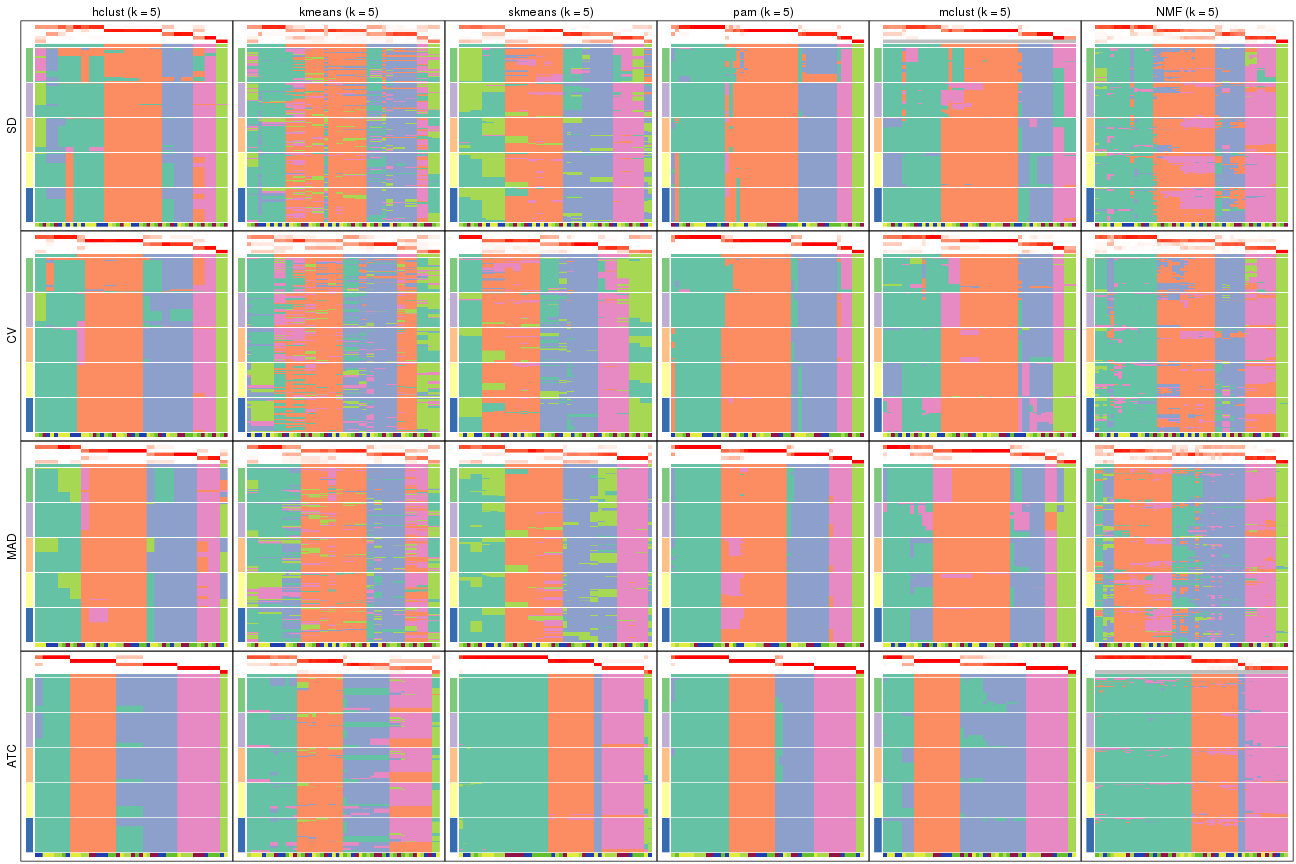 hclust (k = 5) kmeans (k = 5) skmeans (k = 5) pam (k = 5) mclust (k = 5) NMF (k = 5)
SD
CV
MAD
ATC